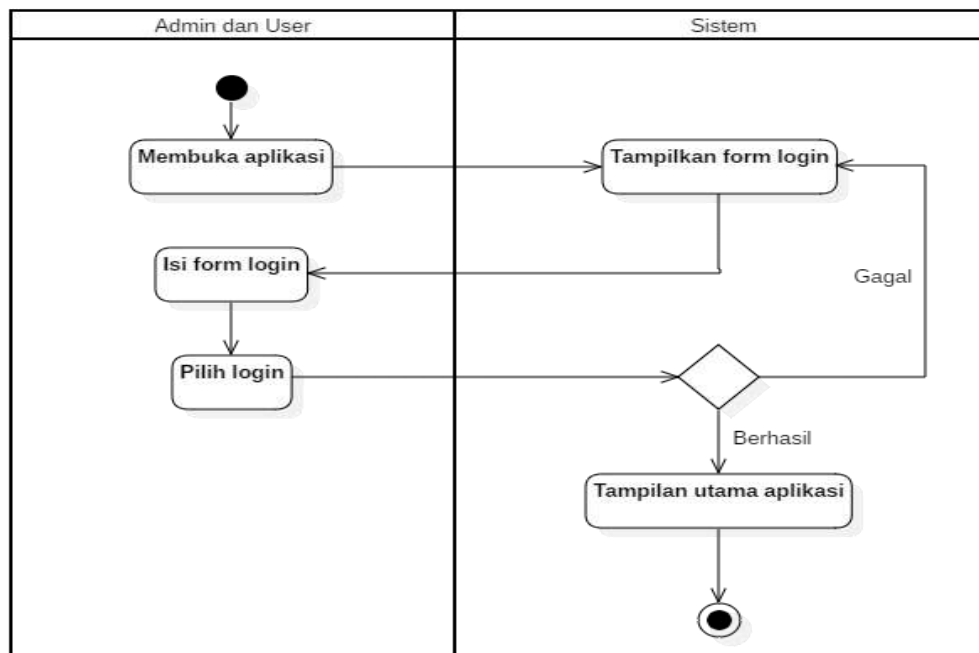 Admin dan User
Sistem
Membuka aplikasi
Tampilkan form login
Isi form login
Gagal
Pilih login
Berhasil
Tampilan utama aplikasi